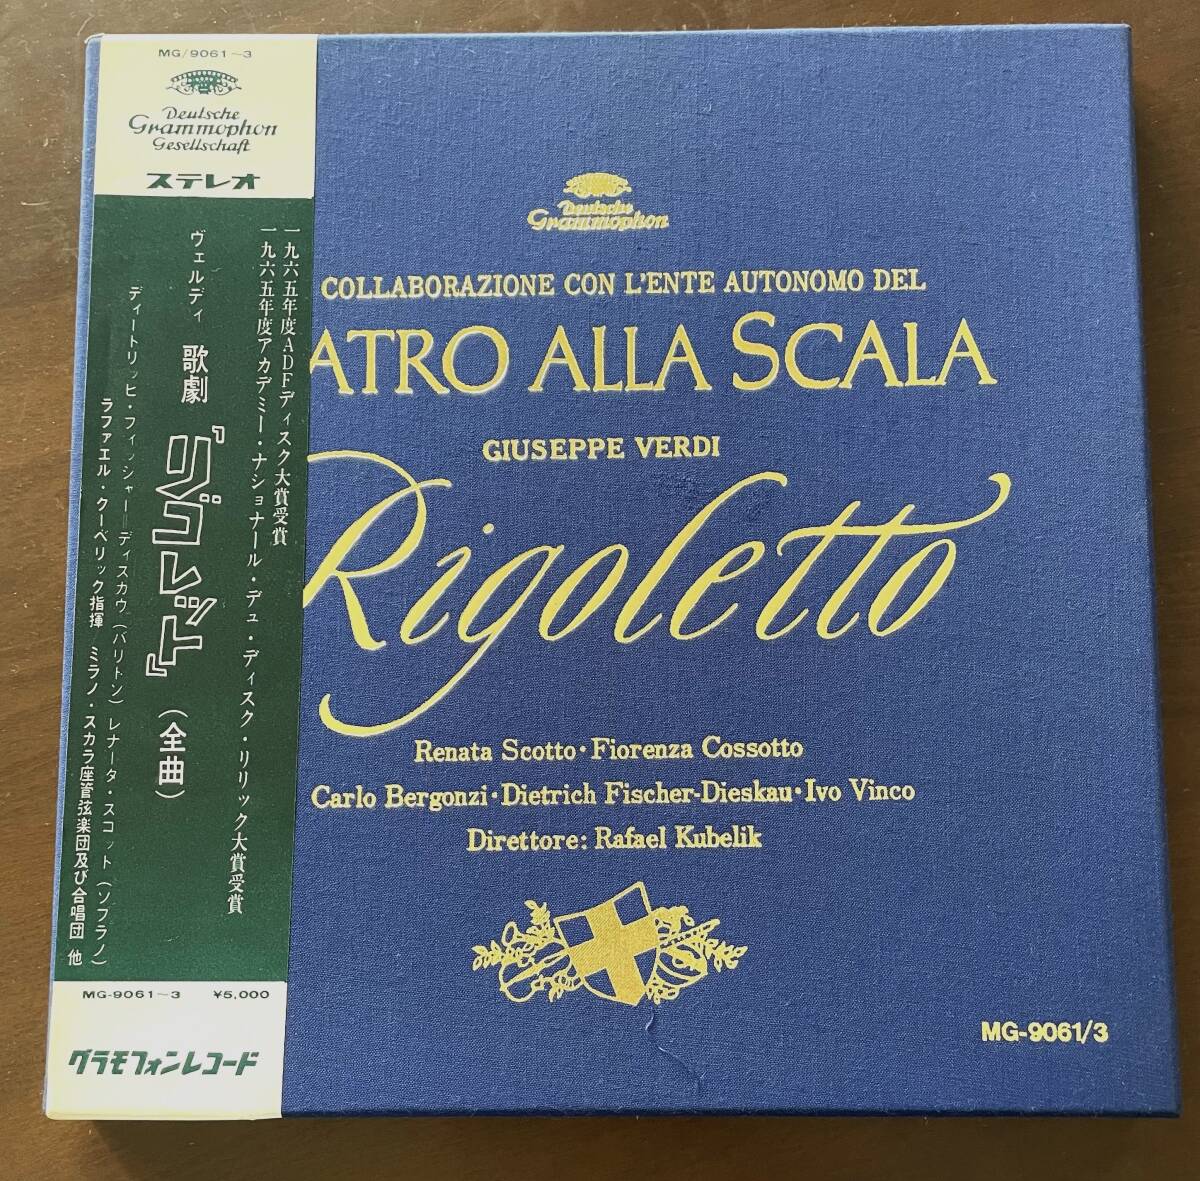 MG/9061~3
Deutsche
Grammophon
Gesellschaft
ステレオ
一九六五年度ADFディスク大賞受賞
一九六五年度アカデミー・ナショナール・デュ・ディスク・リリック大賞受賞
ヴェルディ 歌劇『リゴレット』(全曲)
ディートリッヒ・フィッシャー=ディスカウ(バリトン) レナータ・スコット(ソプラノ)
ラファエル・クーベリック指揮 ミラノ・スカラ座管弦楽団及び合唱団 他
MG-9061~3 ¥5,000
グラモフォンレコード
Deutsche
Grammophon
COLLABORAZIONE CON L'ENTE AUTONOMO DEL
ATRO ALLA SCALA
GIUSEPPE VERDI
Rigoletto
Renata Scotto・Fiorenza Cossotto
Carlo Bergonzi・Dietrich Fischer-Dieskau・Ivo Vinco
Direttore: Rafael Kubelik
MG-9061/3